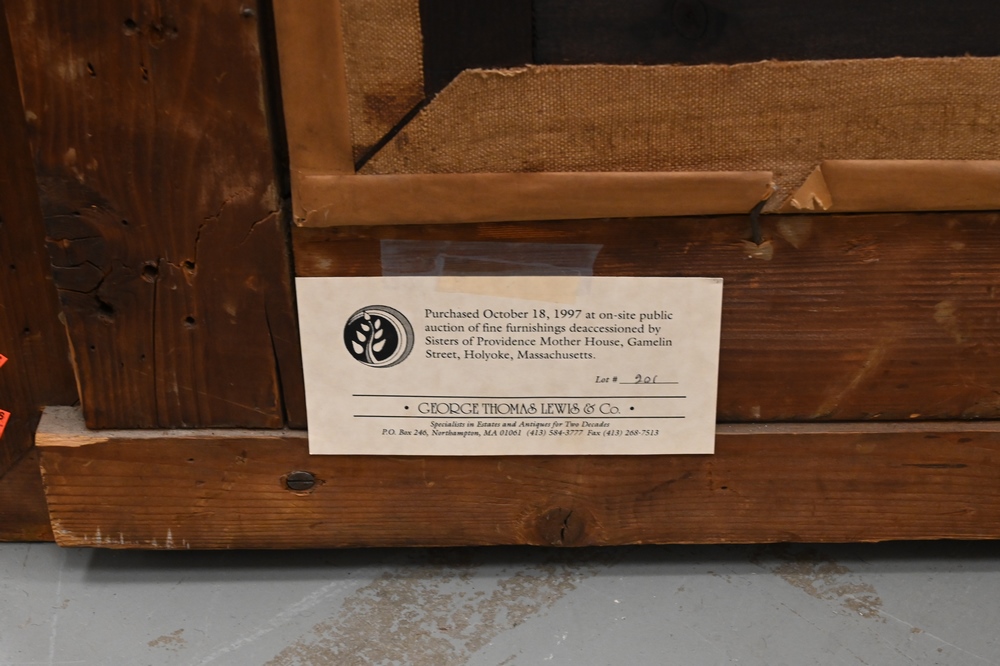 Purchased October 18, 1997 at on-site public
auction of fine furnishings deaccessioned by
Sisters of Providence Mother House, Gamelin
Street, Holyoke, Massachusetts.
Lot # 201
• GEORGE THOMAS LEWIS & CO. •
Specialists in Estates and Antiques for Two Decades
P.O. Box 246, Northampton, MA 01061 (413) 584-3777 Fax (413) 268-7513